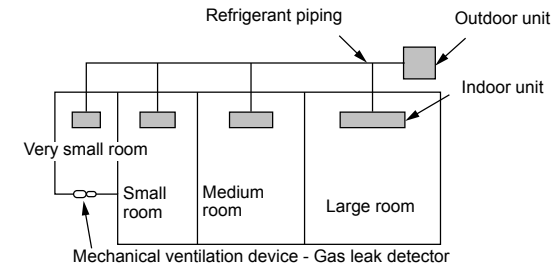 Refrigerant piping
Outdoor unit
Indoor unit
Very small room
Small
room
Medium
room
Large room
Mechanical ventilation device - Gas leak detector